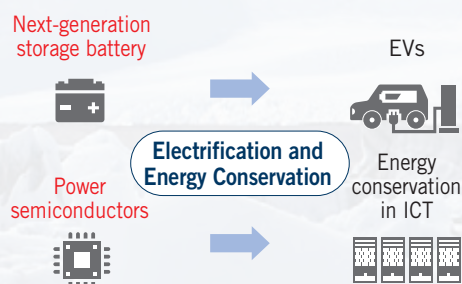 Next-generation
storage battery
EVs
Electrification and
Energy Conservation
Power
semiconductors
Energy
conservation
in ICT